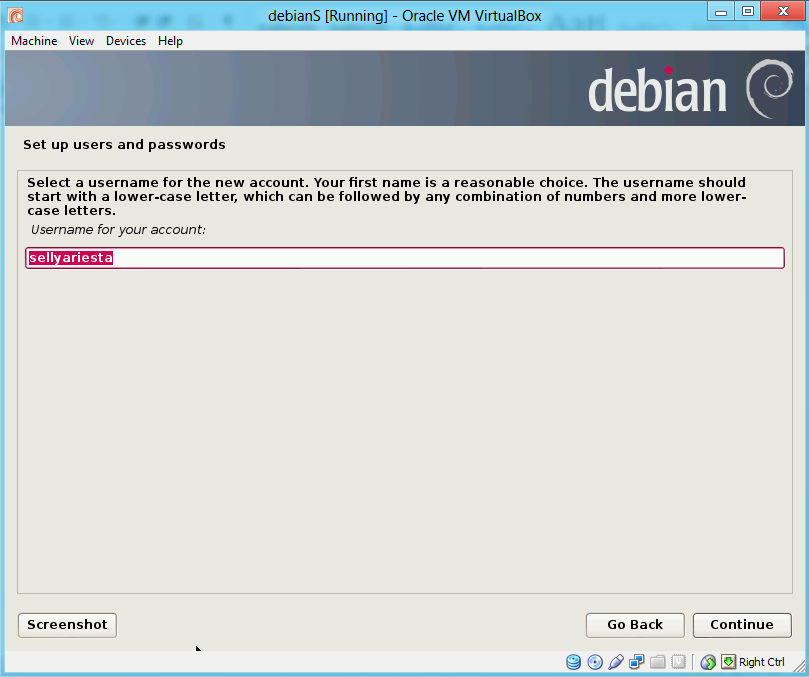 debianS [Running] - Oracle VM VirtualBox
Machine View Devices Help
debian
Set up users and passwords
Select a username for the new account. Your first name is a reasonable choice. The username should
start with a lower-case letter, which can be followed by any combination of numbers and more lower-
case letters.
Username for your account:
sellyariesta
Screenshot
Go Back
Continue
Right Ctrl